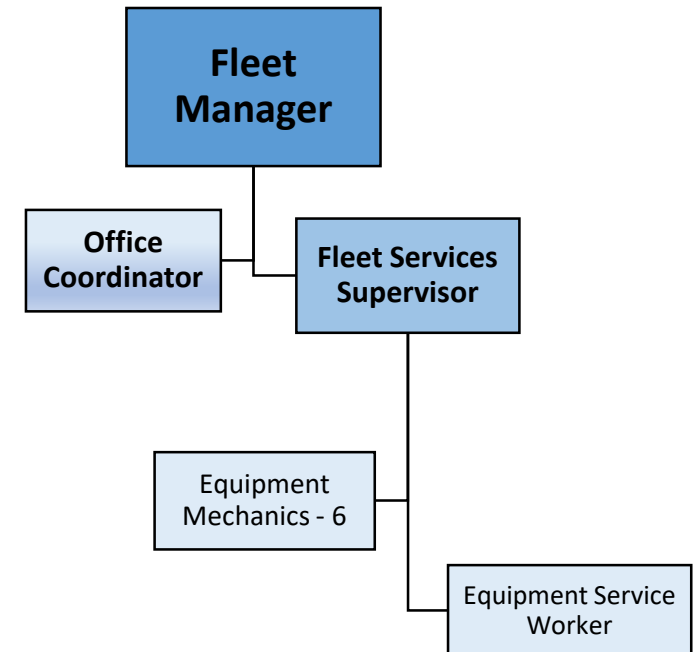 Fleet
Manager
Office
Coordinator
Fleet Services
Supervisor
Equipment
Mechanics - 6
Equipment Service
Worker